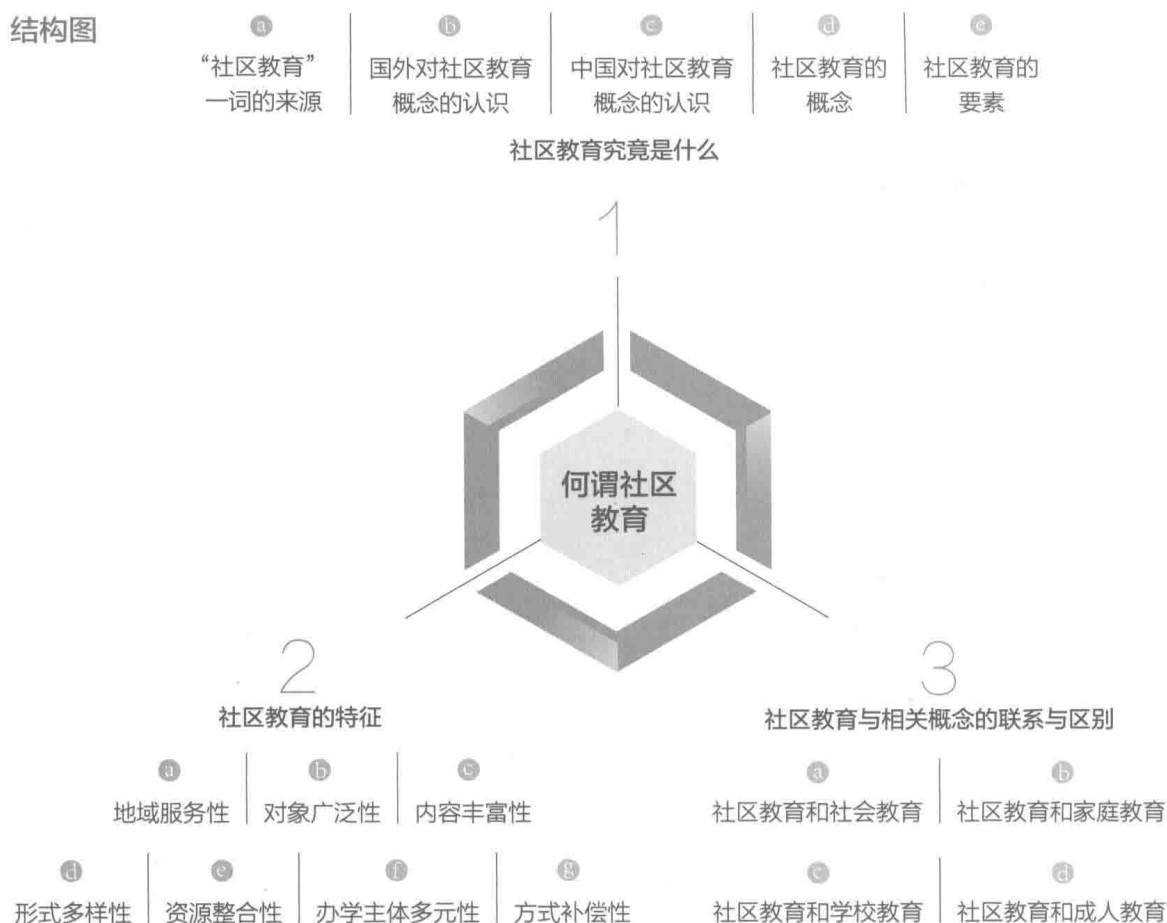 结构图
a b c d e
“社区教育” 国外对社区教育 中国对社区教育 社区教育的 社区教育的
一词的来源 概念的认识 概念的认识 概念 要素
社区教育究竟是什么
1
何谓社区
教育
2
社区教育的特征
a b c
地域服务性 对象广泛性 内容丰富性
d e f g
形式多样性 资源整合性 办学主体多元性 方式补偿性
3
社区教育与相关概念的联系与区别
a b
社区教育和社会教育 社区教育和家庭教育
c d
社区教育和学校教育 社区教育和成人教育